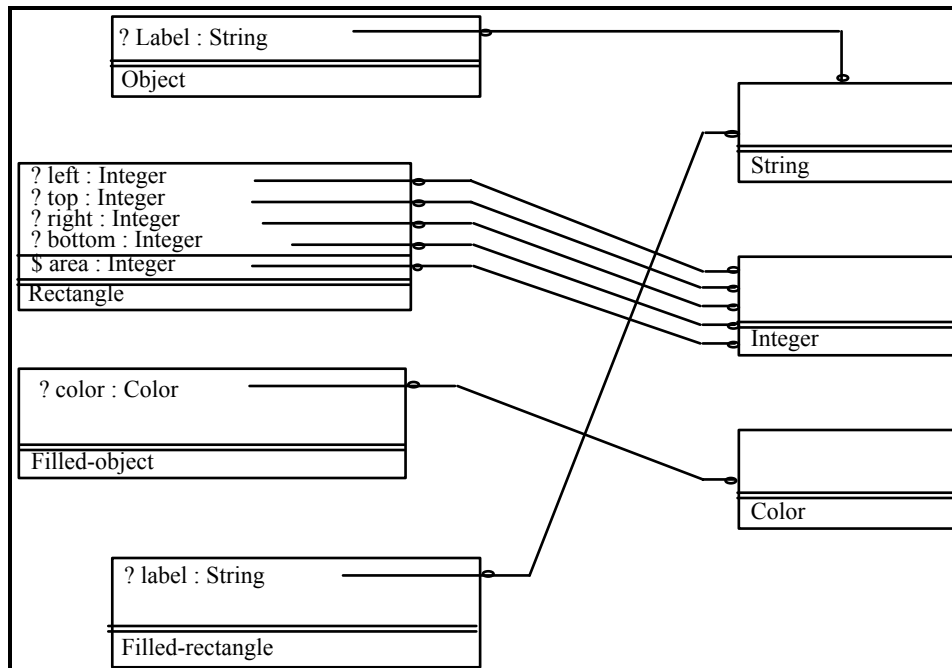 ? Label : String
Object
String
? left : Integer
? top : Integer
? right : Integer
? bottom : Integer
$ area : Integer
Rectangle
Integer
? color : Color
Filled-object
Color
? label : String
Filled-rectangle